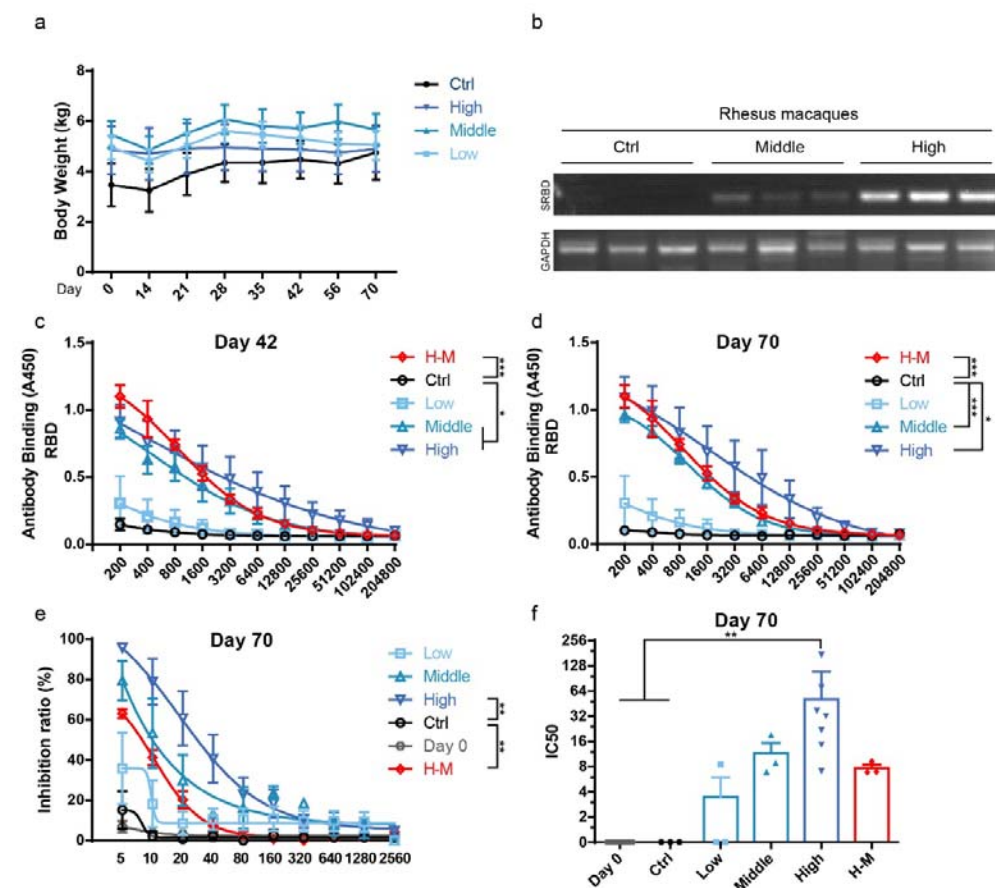 a
Body Weight (kg)
8
6
4
2
0
Day
0 14 21 28 35 42 56 70
Ctrl
High
Middle
Low
b
Rhesus macaques
Ctrl Middle High
SRBD
GAPDH
c
Day 42
Antibody Binding (A450)
RBD
1.5
1.0
0.5
0.0
200 400 800 1600 3200 6400 12800 25600 51200 102400 204800
H-M
Ctrl
Low
Middle
High
***
*
d
Day 70
Antibody Binding (A450)
RBD
1.5
1.0
0.5
0.0
200 400 800 1600 3200 6400 12800 25600 51200 102400 204800
H-M
Ctrl
Low
Middle
High
***
***
*
e
Day 70
Inhibition ratio (%)
100
80
60
40
20
0
5 10 20 40 80 160 320 640 1280 2560
Low
Middle
High
Ctrl
Day 0
H-M
**
**
f
Day 70
**
IC50
256
128
64
32
16
8
4
2
0
Day 0 Ctrl Low Middle High H-M